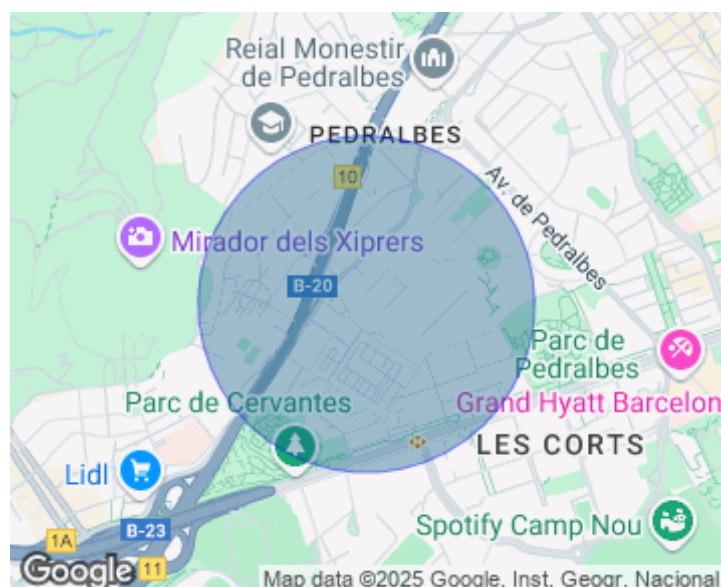 Reial Monestir
de Pedralbes
PEDRALBES
10
Av. de Pedralbes
Mirador dels Xiprers
B-20
Parc de
Pedralbes
Parc de Cervantes
Grand Hyatt Barcelon
LES CORTS
Lidl
1A
B-23
Spotify Camp Nou
Google
11
Map data ©2025 Google, Inst. Geogr. Nacional